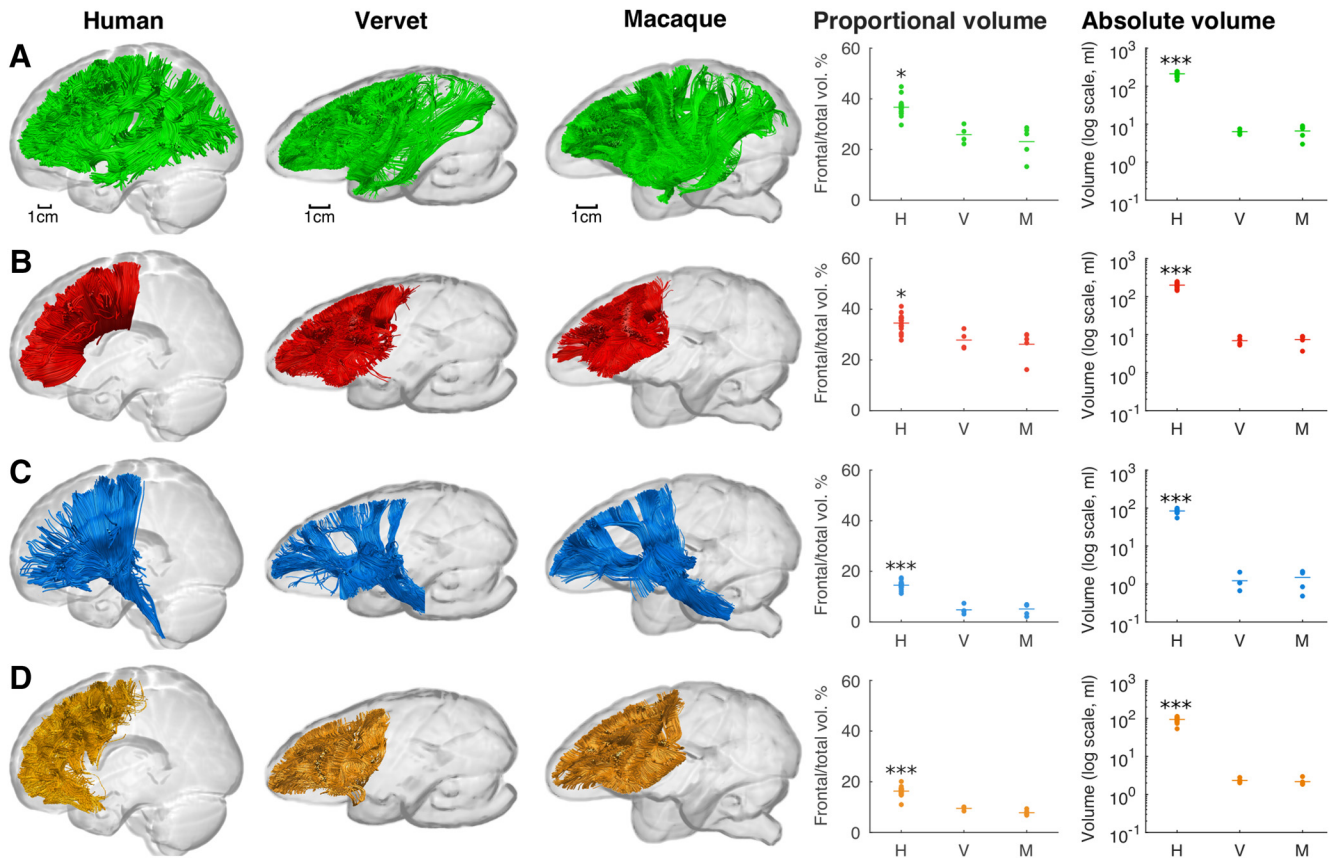 Human Vervet Macaque Proportional volume Absolute volume
A
1cm 1cm 1cm
Frontal/total vol. %
60
40
20
0
*
H V M
Volume (log scale, ml)
10³
10²
10¹
10⁰
10⁻¹
***
H V M
B
Frontal/total vol. %
60
40
20
0
*
H V M
Volume (log scale, ml)
10³
10²
10¹
10⁰
10⁻¹
***
H V M
C
Frontal/total vol. %
60
40
20
0
***
H V M
Volume (log scale, ml)
10³
10²
10¹
10⁰
10⁻¹
***
H V M
D
Frontal/total vol. %
60
40
20
0
***
H V M
Volume (log scale, ml)
10³
10²
10¹
10⁰
10⁻¹
***
H V M